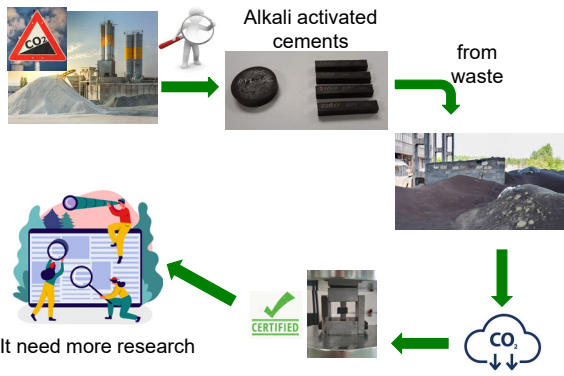 CO₂
Alkali activated
cements
from
waste
CO₂
CERTIFIED
It need more research